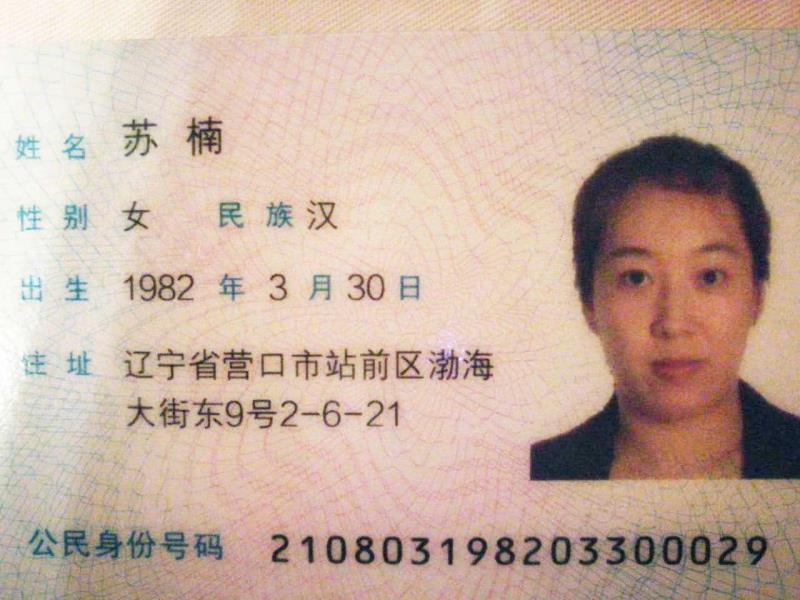 姓名 苏楠
性别 女 民族 汉
出生 1982 年 3 月 30 日
住址 辽宁省营口市站前区渤海
大街东9号2-6-21
公民身份号码 210803198203300029